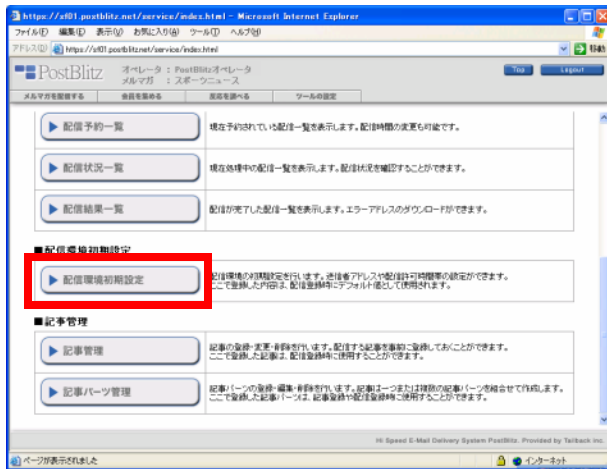 https://sf01.postblitz.net/service/index.html - Microsoft Internet Explorer
ファイル(F) 編集(E) 表示(V) お気に入り(A) ツール(T) ヘルプ(H)
アドレス(D) https://sf01.postblitz.net/service/index.html 移動
PostBlitz オペレータ : PostBlitzオペレータ Top Logout
メルマガ : スポーツニュース
メルマガを配信する 会員を集める 反応を調べる ツールの設定
配信予約一覧 現在予約されている配信一覧を表示します。配信時間の変更も可能です。
配信状況一覧 現在処理中の配信一覧を表示します。配信状況を確認することができます。
配信結果一覧 配信が完了した配信一覧を表示します。エラーアドレスのダウンロードができます。
■配信環境初期設定
配信環境初期設定 配信環境の初期設定を行います。送信者アドレスや配信許可時間帯の設定ができます。
ここで登録した内容は、配信登録時にデフォルト値として使用されます。
■記事管理
記事管理 記事の登録・変更・削除を行います。配信する記事を事前に登録しておくことができます。
ここで登録した記事は、配信登録時に使用することができます。
記事パーツ管理 記事パーツの登録・編集・削除を行います。記事は一つまたは複数の記事パーツを組合せて作成します。
ここで登録した記事パーツは、記事登録や配信登録時に使用することができます。
Hi Speed E-Mail Delivery System PostBlitz. Provided by Tailback Inc.
ページが表示されました インターネット